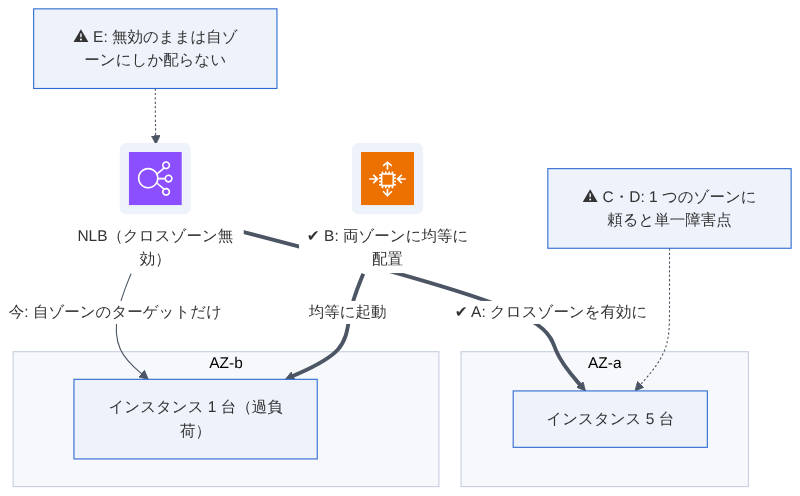 ⚠ E: 無効のままは自ゾ
ーンにしか配らない
NLB（クロスゾーン無
効）
✔ B: 両ゾーンに均等に
配置
⚠ C・D: 1 つのゾーンに
頼ると単一障害点
今: 自ゾーンのターゲットだけ
均等に起動
✔ A: クロスゾーンを有効に
AZ-b
インスタンス 1 台（過負
荷）
AZ-a
インスタンス 5 台